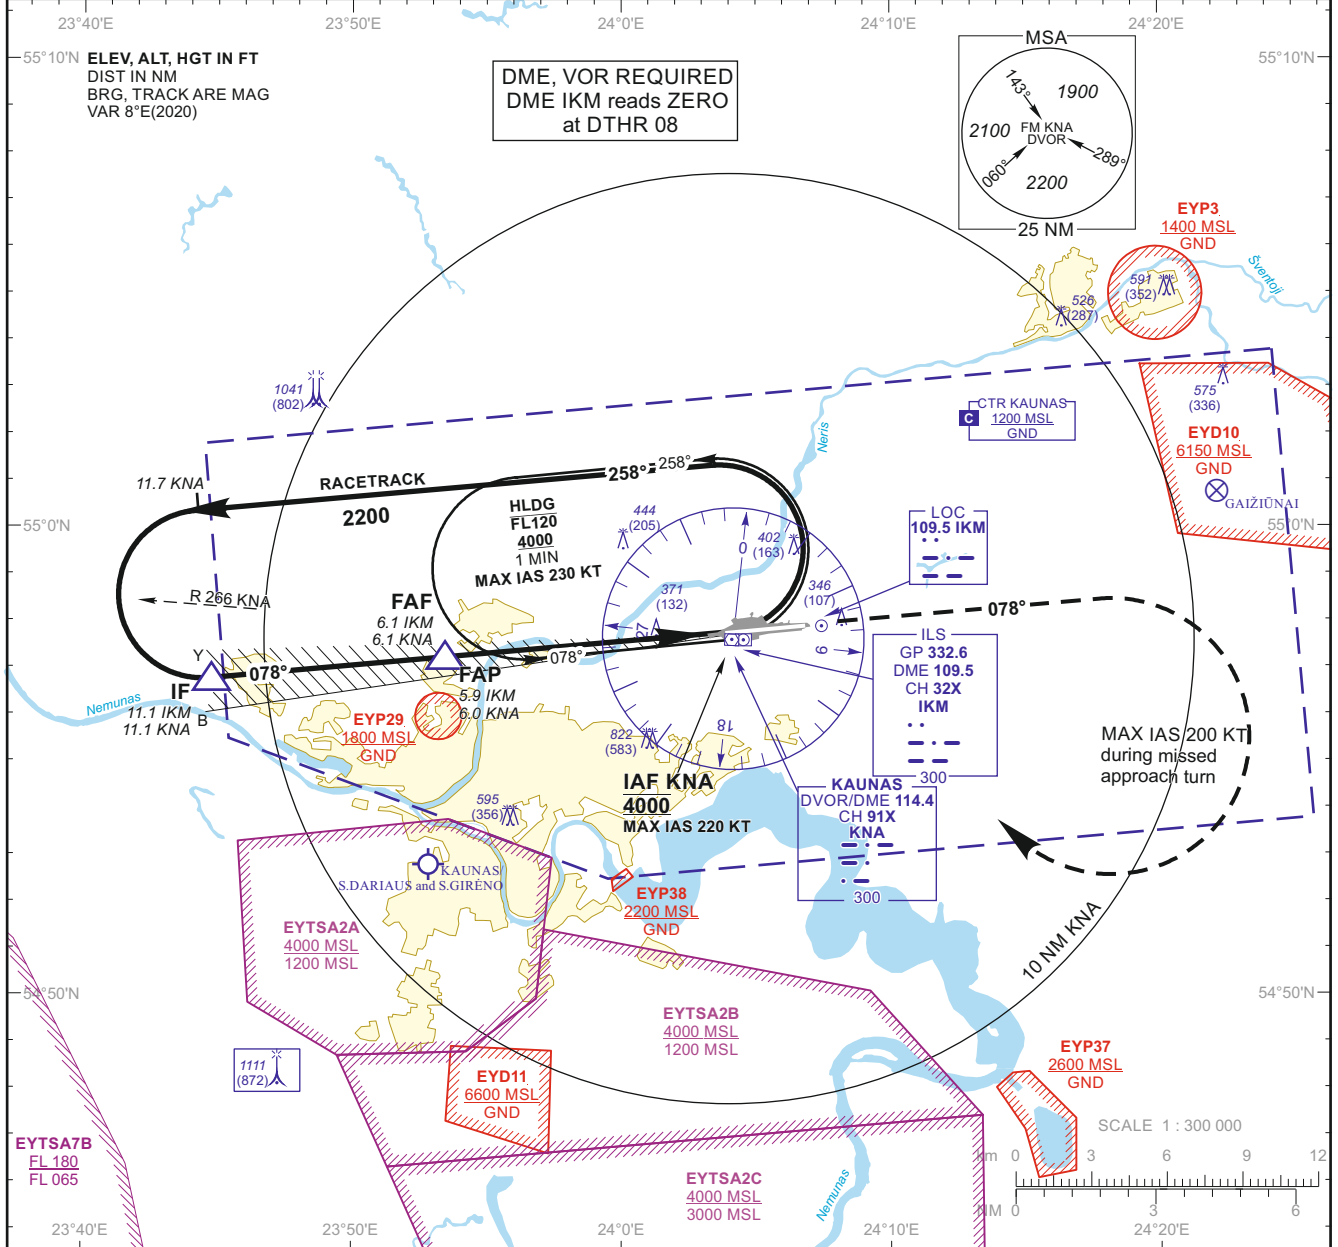 23°40'E
23°50'E
24°0'E
24°10'E
24°20'E
55°10'N
55°10'N
ELEV, ALT, HGT IN FT
DIST IN NM
BRG, TRACK ARE MAG
VAR 8°E(2020)
DME, VOR REQUIRED
DME IKM reads ZERO
at DTHR 08
MSA
143°
1900
2100
FM KNA
DVOR
289°
060°
2200
25 NM
EYP3
1400 MSL
GND
Šventoji
591
(352)
526
(287)
1041
(802)
575
(336)
CTR KAUNAS
C
1200 MSL
GND
EYD10
6150 MSL
GND
GAIŽIŪNAI
Neris
11.7 KNA
RACETRACK
258°
258°
2200
HLDG
FL120
4000
1 MIN
MAX IAS 230 KT
444
(205)
402
(163)
0
LOC
109.5 IKM
55°0'N
55°0'N
371
(132)
346
(107)
R 266 KNA
FAF
6.1 IKM
6.1 KNA
27
9
18
078°
078°
078°
Y
IF
11.1 IKM
11.1 KNA
B
FAP
5.9 IKM
6.0 KNA
Nemunas
EYP29
1800 MSL
GND
822
(583)
ILS
GP 332.6
DME 109.5
CH 32X
IKM
300
MAX IAS 200 KT
during missed
approach turn
IAF KNA
4000
MAX IAS 220 KT
KAUNAS
DVOR/DME 114.4
CH 91X
KNA
300
595
(356)
KAUNAS
S.DARIAUS and S.GIRĖNO
EYP38
2200 MSL
GND
EYTSA2A
4000 MSL
1200 MSL
10 NM KNA
54°50'N
54°50'N
EYTSA2B
4000 MSL
1200 MSL
1111
(872)
EYD11
6600 MSL
GND
EYP37
2600 MSL
GND
SCALE 1 : 300 000
km 0 3 6 9 12
NM 0 3 6
EYTSA7B
FL 180
FL 065
EYTSA2C
4000 MSL
3000 MSL
Nemunas
23°40'E
23°50'E
24°0'E
24°10'E
24°20'E